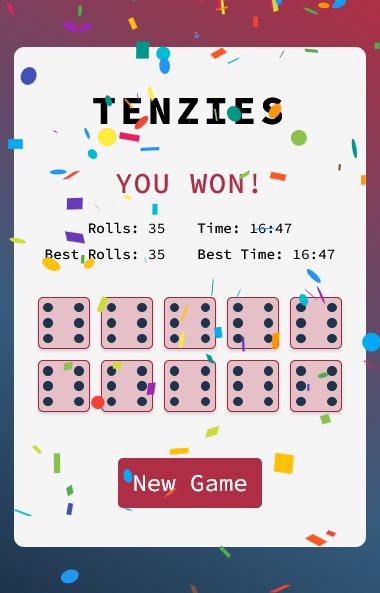 TENZIES
YOU WON!
Rolls: 35 Time: 16:47
Best Rolls: 35 Best Time: 16:47
New Game